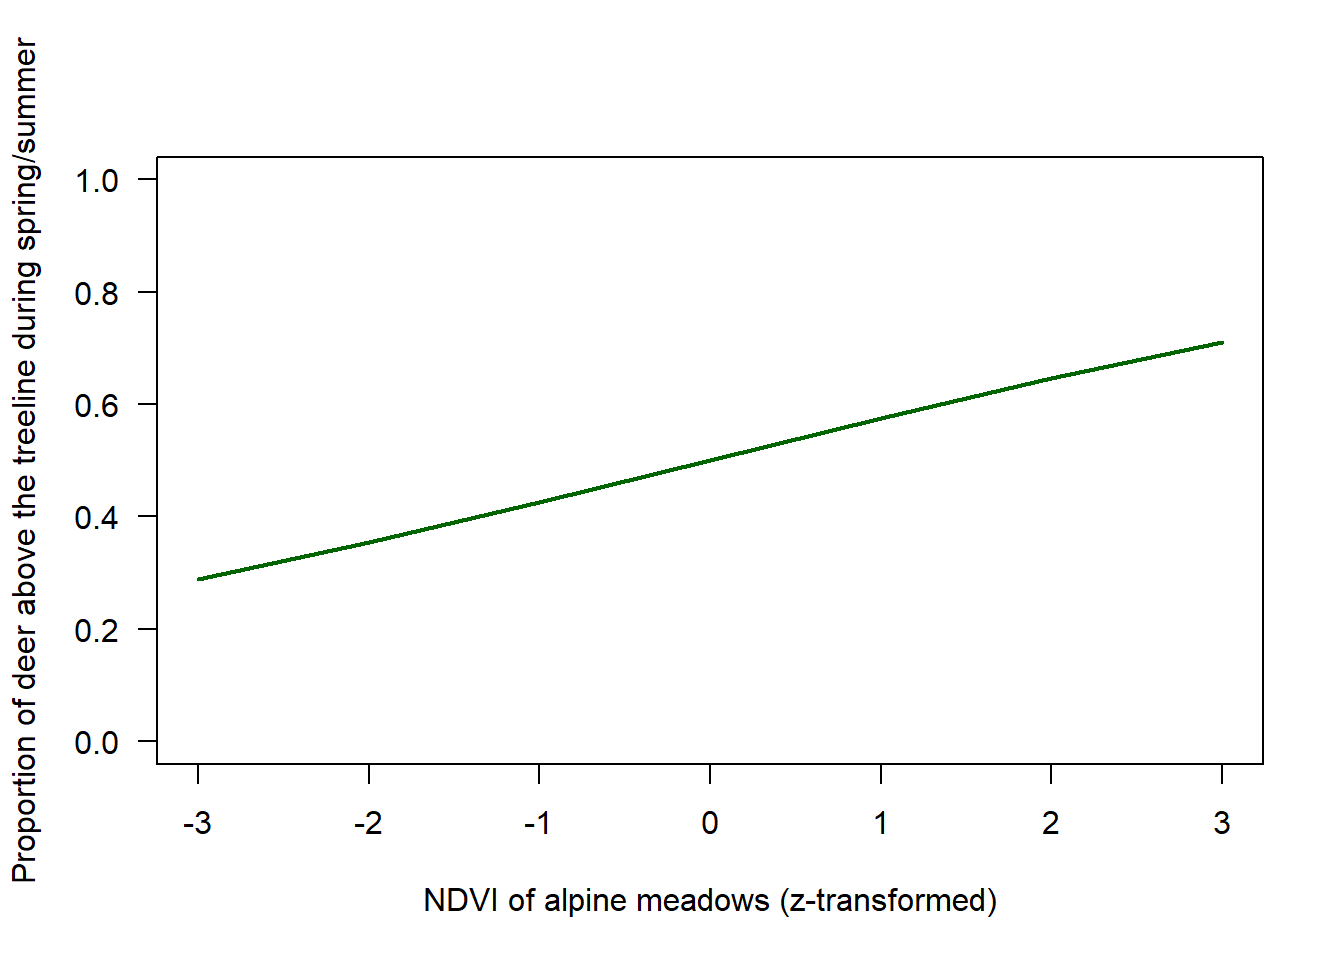 Proportion of deer above the treeline during spring/summer
1.0
0.8
0.6
0.4
0.2
0.0
-3 -2 -1 0 1 2 3
NDVI of alpine meadows (z-transformed)